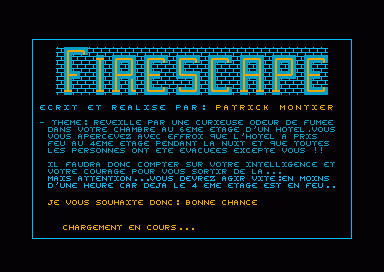 FIRESCAPE
ECRIT ET REALISE PAR: PATRICK MONTIER
- THEME: REVEILLE PAR UNE CURIEUSE ODEUR DE FUMEE
DANS VOTRE CHAMBRE AU 6EME ETAGE D'UN HOTEL.VOUS
VOUS APERCEVEZ AVEC EFFROI QUE L'HOTEL A PRIS
FEU AU 4EME ETAGE PENDANT LA NUIT ET QUE TOUTES
LES PERSONNES ONT ETE EVACUEES EXCEPTE VOUS !!
IL FAUDRA DONC COMPTER SUR VOTRE INTELLIGENCE ET
VOTRE COURAGE POUR VOUS SORTIR DE LA...
MAIS ATTENTION...VOUS DEVREZ AGIR VITE:EN MOINS
D'UNE HEURE CAR DEJA LE 4 EME ETAGE EST EN FEU..
JE VOUS SOUHAITE DONC: BONNE CHANCE
CHARGEMENT EN COURS...